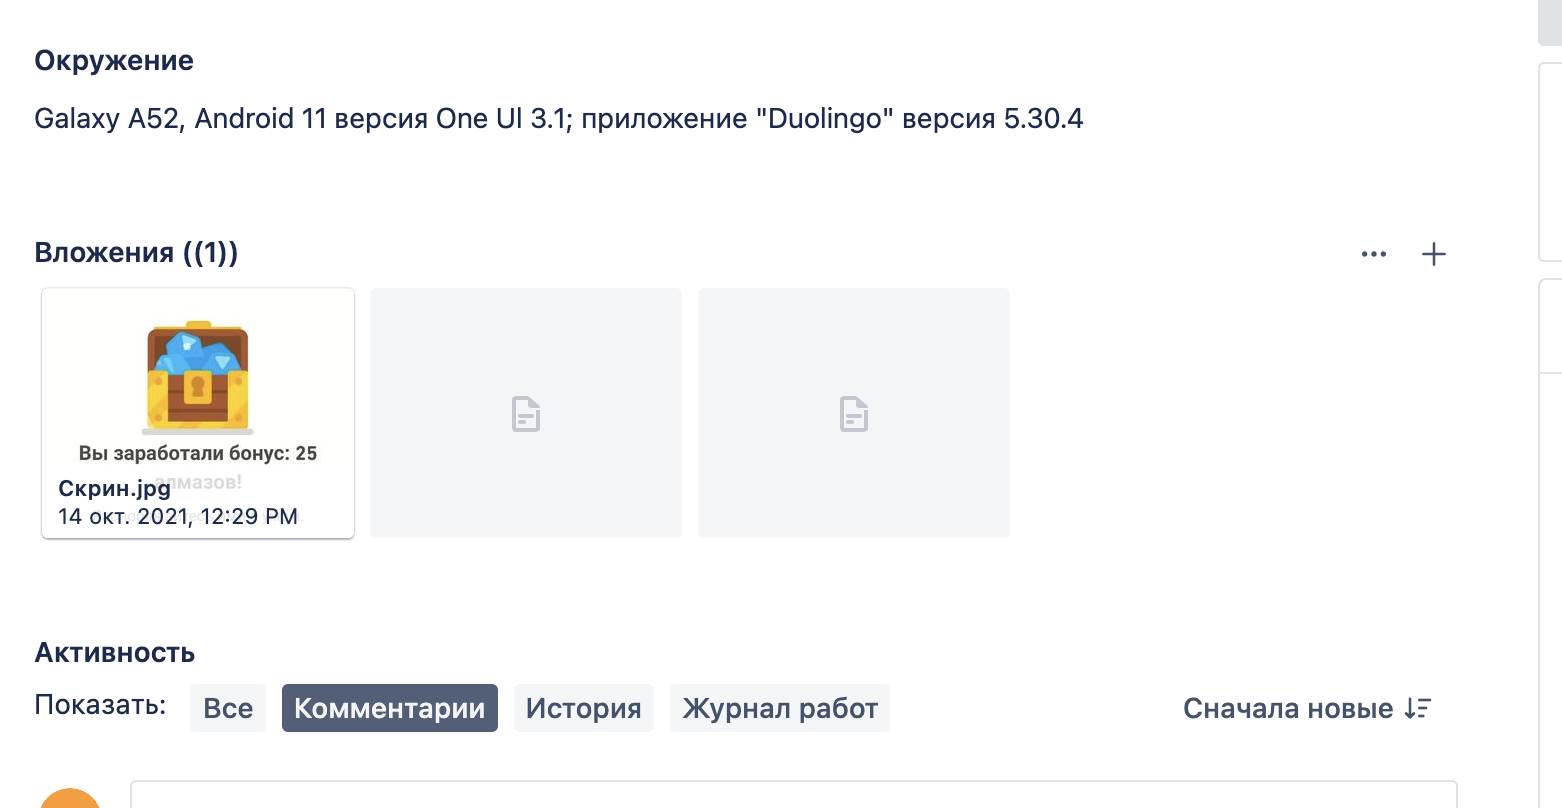 Окружение
Galaxy A52, Android 11 версия One UI 3.1; приложение "Duolingo" версия 5.30.4
Вложения ((1))
Вы заработали бонус: 25
алмазов!
Скрин.jpg
14 окт. 2021, 12:29 PM
Активность
Показать:
Все
Комментарии
История
Журнал работ
Сначала новые